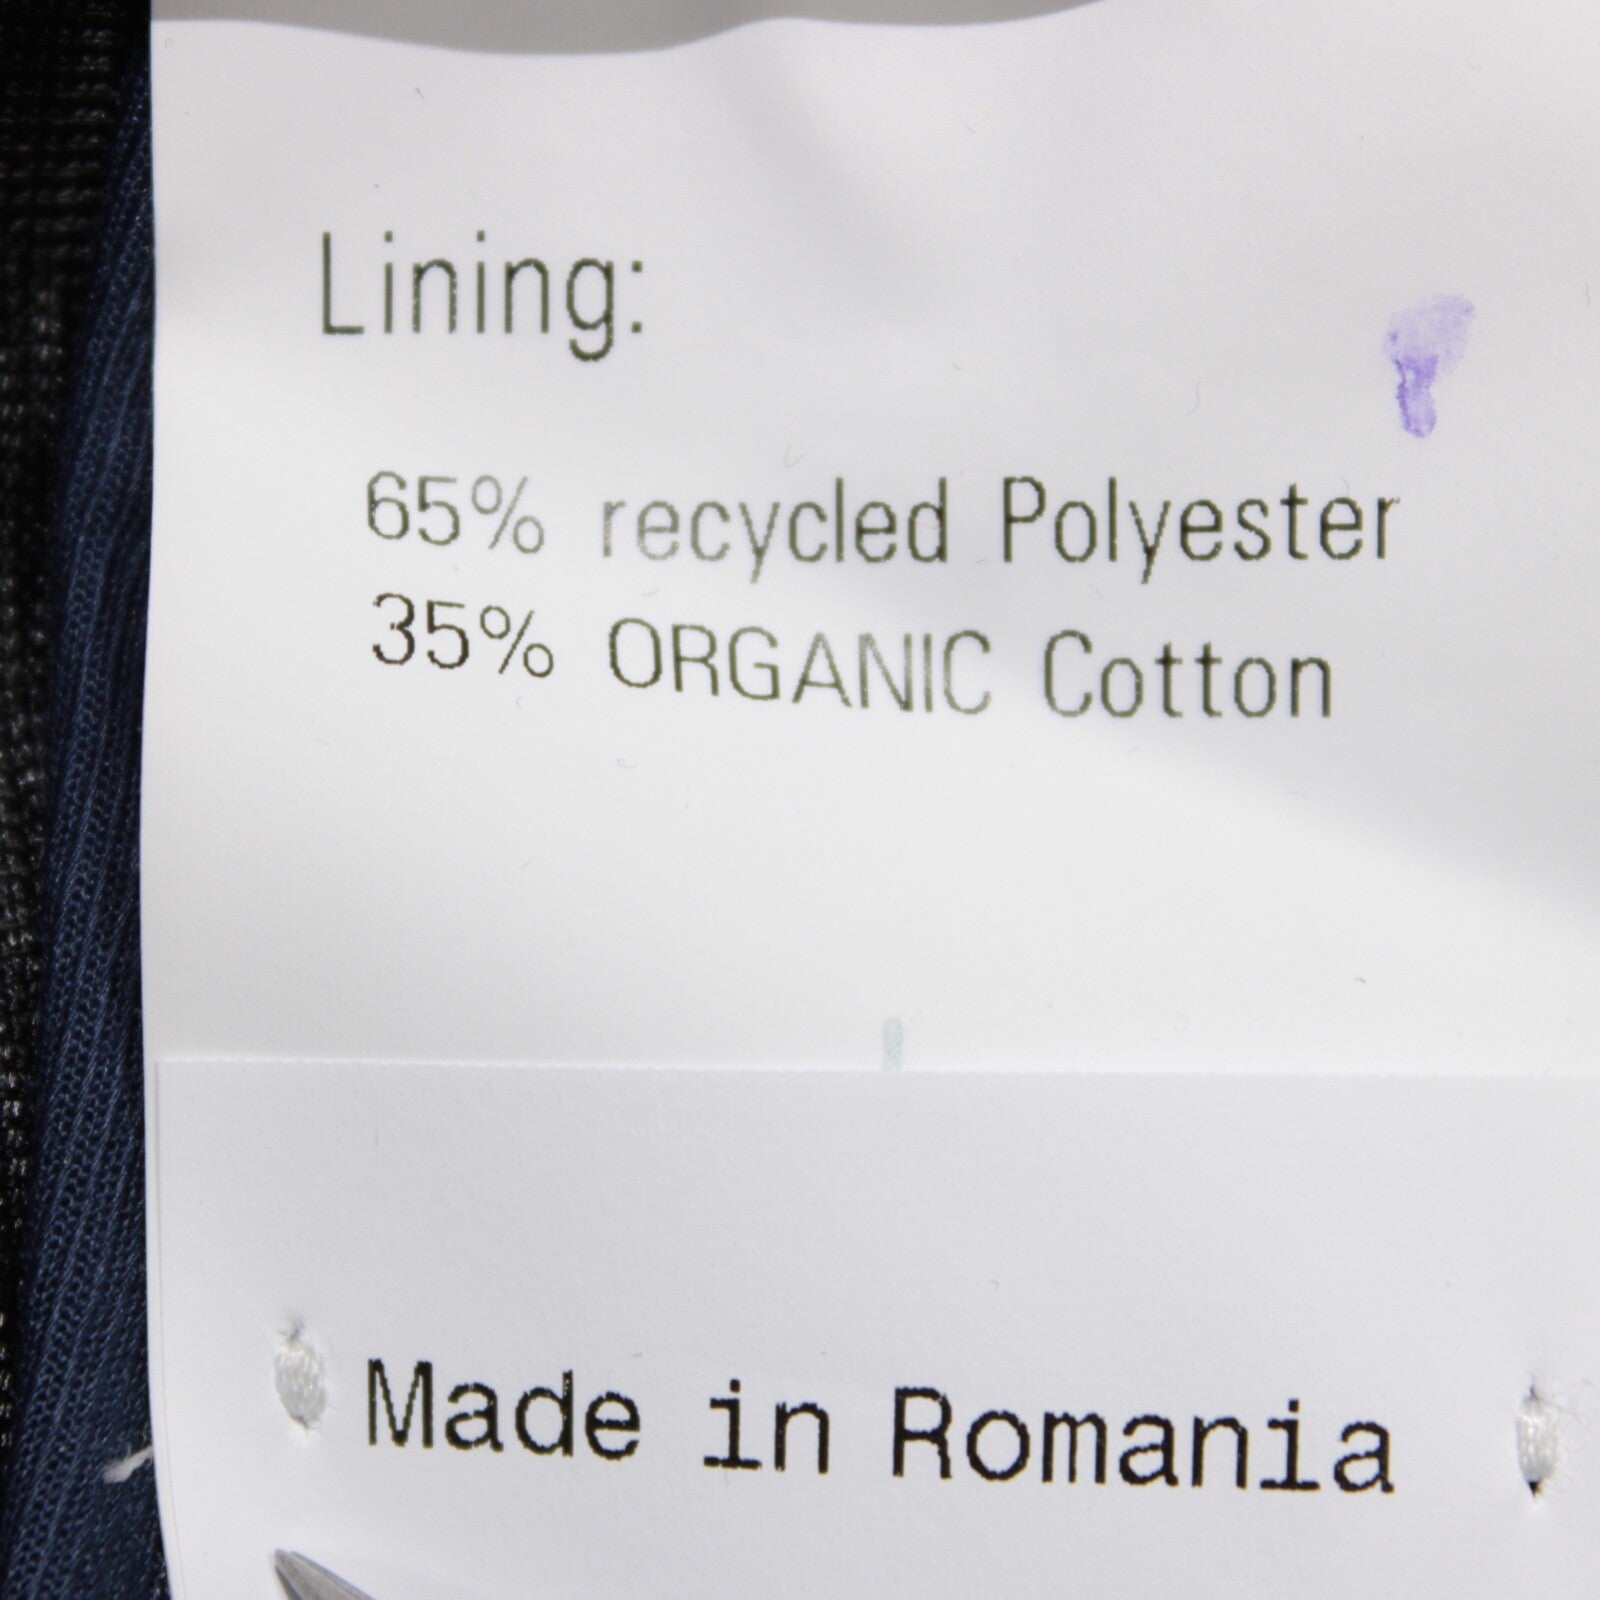 Lining:
65% recycled Polyester
35% ORGANIC Cotton
Made in Romania